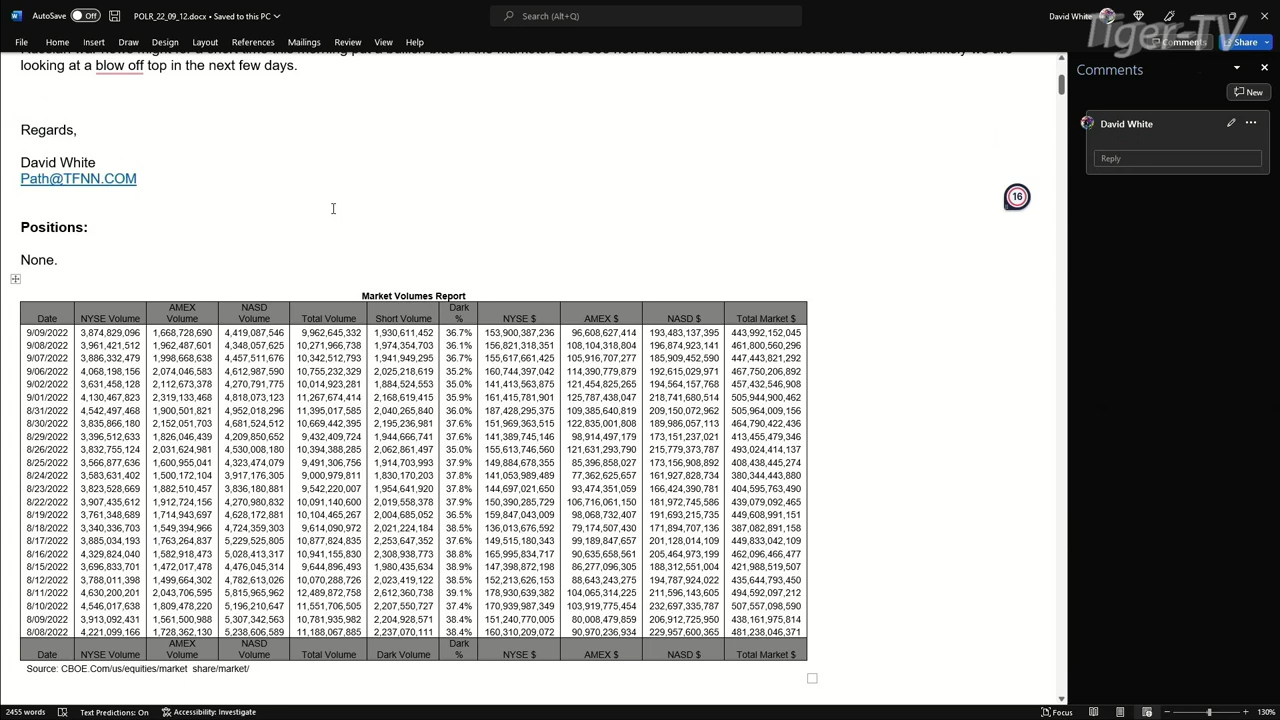 AutoSave Off POLR_22_09_12.docx • Saved to this PC Search (Alt+Q) David White
Tiger-TV
File Home Insert Draw Design Layout References Mailings Review View Help Comments Share
looking at a blow off top in the next few days.
Regards,
David White
Path@TFNN.COM
Positions:
None.
Market Volumes Report
Date NYSE Volume AMEX Volume NASD Volume Total Volume Short Volume Dark % NYSE $ AMEX $ NASD $ Total Market $
9/09/2022 3,874,829,096 1,668,728,690 4,419,087,546 9,962,645,332 1,930,611,452 36.7% 153,900,387,236 96,608,627,414 193,483,137,395 443,992,152,045
9/08/2022 3,961,421,512 1,962,487,601 4,348,057,625 10,271,966,738 1,974,354,703 36.1% 156,821,318,351 108,104,318,804 196,874,923,141 461,800,560,296
9/07/2022 3,886,332,479 1,998,668,638 4,457,511,676 10,342,512,793 1,941,949,295 36.7% 155,617,661,425 105,916,707,277 185,909,452,590 447,443,821,292
9/06/2022 4,068,198,156 2,074,046,583 4,612,987,590 10,755,232,329 2,025,218,619 35.2% 160,744,397,042 114,390,779,879 192,615,029,971 467,750,206,892
9/02/2022 3,631,458,128 2,112,673,378 4,270,791,775 10,014,923,281 1,884,524,553 35.0% 141,413,563,875 121,454,825,265 194,564,157,768 457,432,546,908
9/01/2022 4,130,467,823 2,319,133,468 4,818,073,123 11,267,674,414 2,168,619,415 35.9% 161,415,781,901 125,787,438,047 218,741,680,514 505,944,900,462
8/31/2022 4,542,497,468 1,900,501,821 4,952,018,296 11,395,017,585 2,040,265,840 36.0% 187,428,295,375 109,385,640,819 209,150,072,962 505,964,009,156
8/30/2022 3,835,866,180 2,152,051,703 4,681,524,512 10,669,442,395 2,195,236,981 37.6% 151,969,363,515 122,835,001,808 189,986,057,113 464,790,422,436
8/29/2022 3,396,512,633 1,826,046,439 4,209,850,652 9,432,409,724 1,944,666,741 37.6% 141,389,745,146 98,914,497,179 173,151,237,021 413,455,479,346
8/26/2022 3,832,755,124 2,031,624,981 4,530,008,180 10,394,388,285 2,062,861,497 35.0% 155,613,746,560 121,631,293,790 215,779,373,787 493,024,414,137
8/25/2022 3,566,877,636 1,600,955,041 4,323,474,079 9,491,306,756 1,914,703,993 37.9% 149,884,678,355 85,396,858,027 173,156,908,892 408,438,445,274
8/24/2022 3,583,631,402 1,500,172,104 3,917,176,305 9,000,979,811 1,830,170,203 37.8% 141,053,989,489 77,362,625,657 161,927,828,734 380,344,443,880
8/23/2022 3,823,528,669 1,882,510,457 3,836,180,881 9,542,220,007 1,954,641,920 37.8% 144,697,021,650 93,474,351,059 166,424,390,781 404,595,763,490
8/22/2022 3,907,435,612 1,912,724,156 4,270,980,832 10,091,140,600 2,019,558,378 37.9% 150,390,285,729 106,716,061,150 181,972,745,586 439,079,092,465
8/19/2022 3,761,348,689 1,714,943,697 4,628,172,881 10,104,465,267 2,004,685,052 36.5% 159,847,043,009 98,068,732,407 191,693,215,735 449,608,991,151
8/18/2022 3,340,336,703 1,549,394,966 4,724,359,303 9,614,090,972 2,021,224,184 38.5% 136,013,676,592 79,174,507,430 171,894,707,136 387,082,891,158
8/17/2022 3,885,034,193 1,763,264,837 5,229,525,805 10,877,824,835 2,253,647,352 37.6% 149,515,180,343 99,189,847,657 201,128,014,109 449,833,042,109
8/16/2022 4,329,824,040 1,582,918,473 5,028,413,317 10,941,155,830 2,308,938,773 38.8% 165,995,834,717 90,635,658,561 205,464,973,199 462,096,466,477
8/15/2022 3,696,833,701 1,472,017,478 4,476,045,314 9,644,896,493 1,980,435,634 38.9% 147,398,872,198 86,277,096,305 188,312,551,004 421,988,519,507
8/12/2022 3,788,011,398 1,499,664,302 4,782,613,026 10,070,288,726 2,023,419,122 38.5% 152,213,626,153 88,643,243,275 194,787,924,022 435,644,793,450
8/11/2022 4,630,200,201 2,043,706,595 5,815,965,962 12,489,872,758 2,612,360,738 39.1% 178,930,639,382 104,065,314,225 211,596,143,605 494,592,097,212
8/10/2022 4,546,017,638 1,809,478,220 5,196,210,647 11,551,706,505 2,207,550,727 37.4% 170,939,987,349 103,919,775,454 232,697,335,787 507,557,098,590
8/09/2022 3,913,092,431 1,561,500,988 5,307,342,563 10,781,935,982 2,204,928,571 38.4% 151,240,770,005 80,008,479,859 206,912,725,950 438,161,975,814
8/08/2022 4,221,099,166 1,728,362,130 5,238,606,589 11,188,067,885 2,237,070,111 38.4% 160,310,209,072 90,970,236,934 229,957,600,365 481,238,046,371
Date NYSE Volume AMEX Volume NASD Volume Total Volume Dark Volume Dark % NYSE $ AMEX $ NASD $ Total Market $
Source: CBOE.Com/us/equities/market share/market/
16
Comments
New
David White
Reply
2455 words Text Predictions: On Accessibility: Investigate Focus 130%